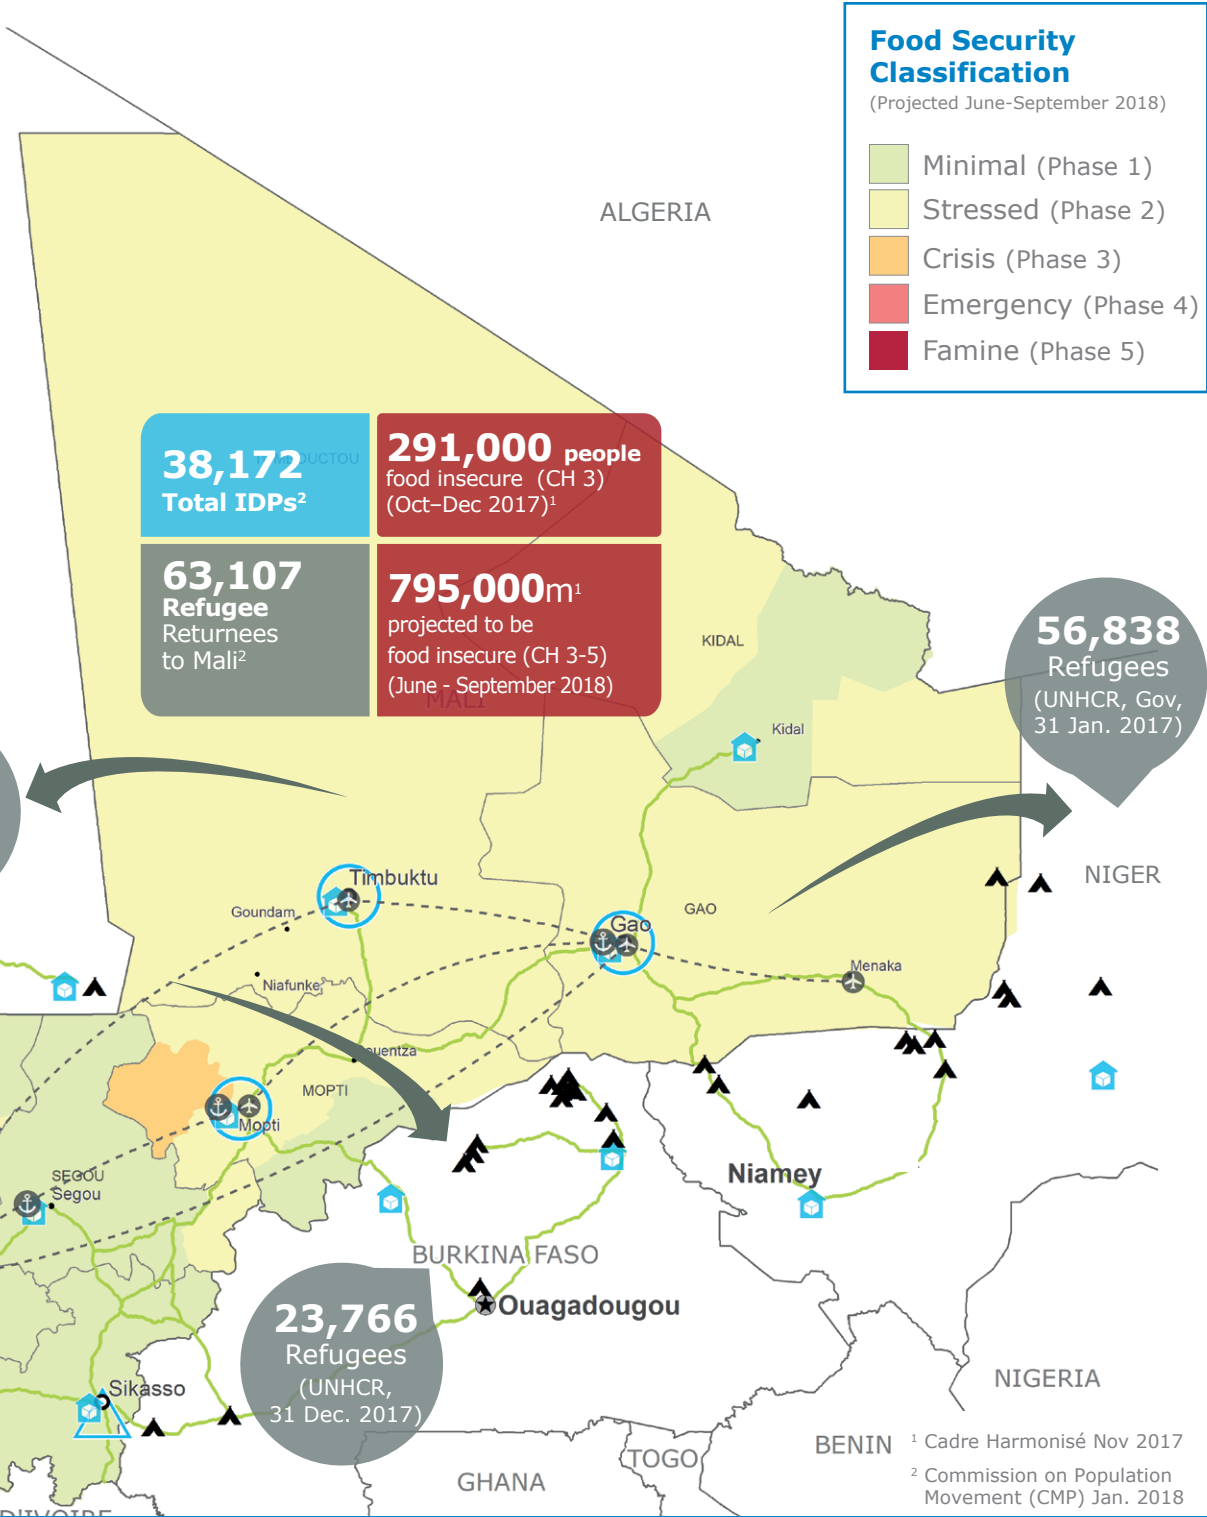 Food Security
Classification
(Projected June-September 2018)
Minimal (Phase 1)
Stressed (Phase 2)
Crisis (Phase 3)
Emergency (Phase 4)
Famine (Phase 5)
ALGERIA
38,172
Total IDPs²
291,000 people
food insecure (CH 3)
(Oct–Dec 2017)¹
63,107
Refugee
Returnees
to Mali²
795,000m¹
projected to be
food insecure (CH 3-5)
(June - September 2018)
MALI
KIDAL
Kidal
56,838
Refugees
(UNHCR, Gov,
31 Jan. 2017)
NIGER
Timbuktu
Goundam
Niafunke
GAO
Gao
Menaka
MOPTI
Mopti
SEGOU
Segou
Niamey
BURKINA FASO
Ouagadougou
23,766
Refugees
(UNHCR,
31 Dec. 2017)
Sikasso
NIGERIA
BENIN
TOGO
GHANA
D'IVOIRE
¹ Cadre Harmonisé Nov 2017
² Commission on Population
Movement (CMP) Jan. 2018